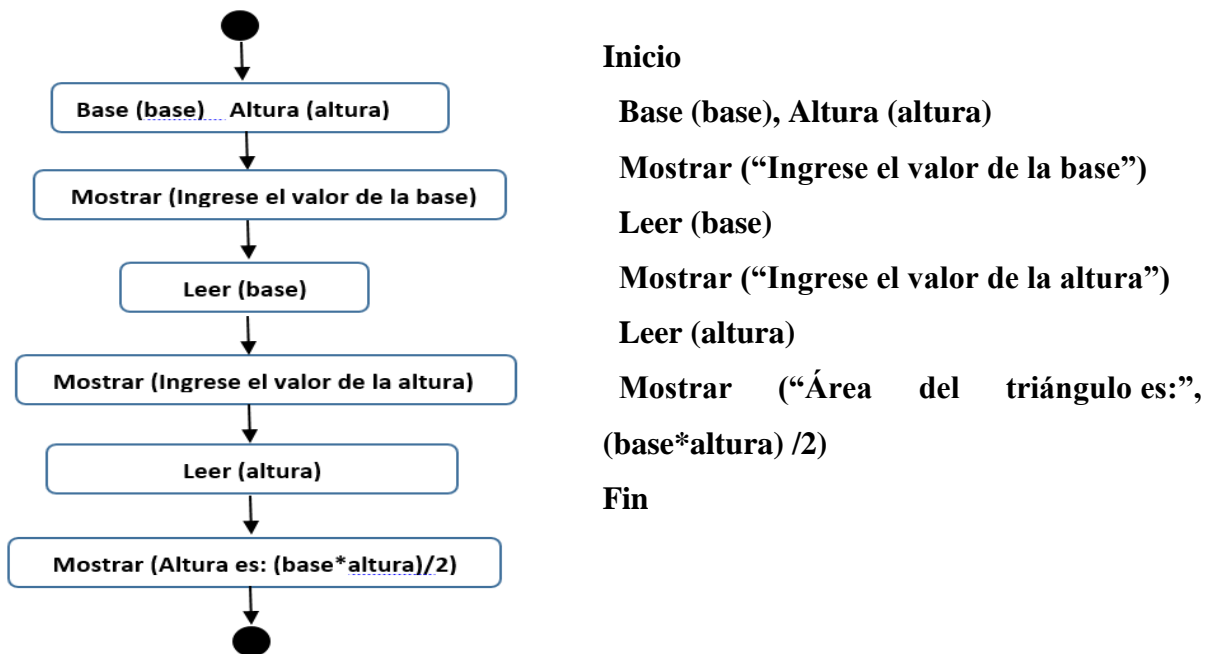 Base (base) Altura (altura)
Mostrar (Ingrese el valor de la base)
Leer (base)
Mostrar (Ingrese el valor de la altura)
Leer (altura)
Mostrar (Altura es: (base*altura)/2)
Inicio
Base (base), Altura (altura)
Mostrar (“Ingrese el valor de la base”)
Leer (base)
Mostrar (“Ingrese el valor de la altura”)
Leer (altura)
Mostrar (“Área del triángulo es:”,
(base*altura) /2)
Fin